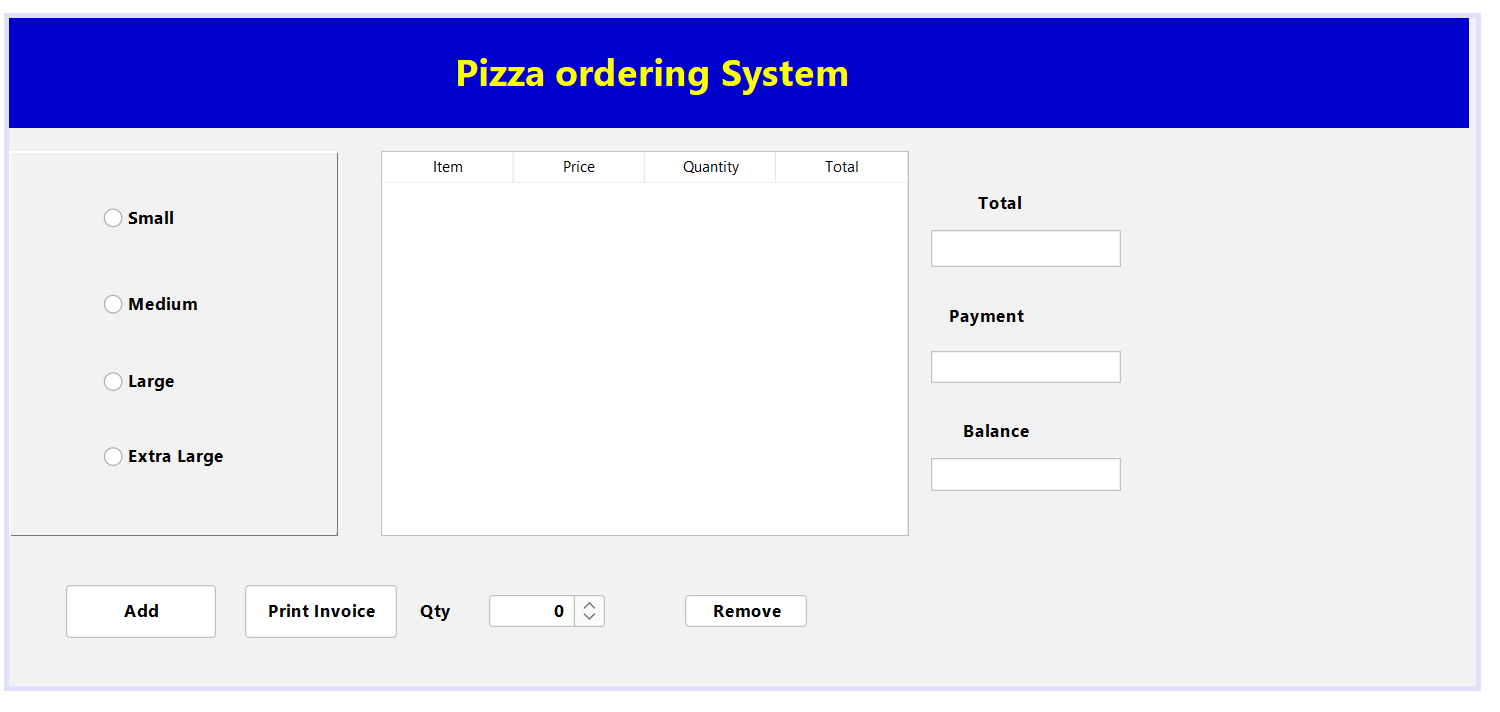 Pizza ordering System
Small
Medium
Large
Extra Large
Item Price Quantity Total
Total
Payment
Balance
Add Print Invoice Qty 0 Remove